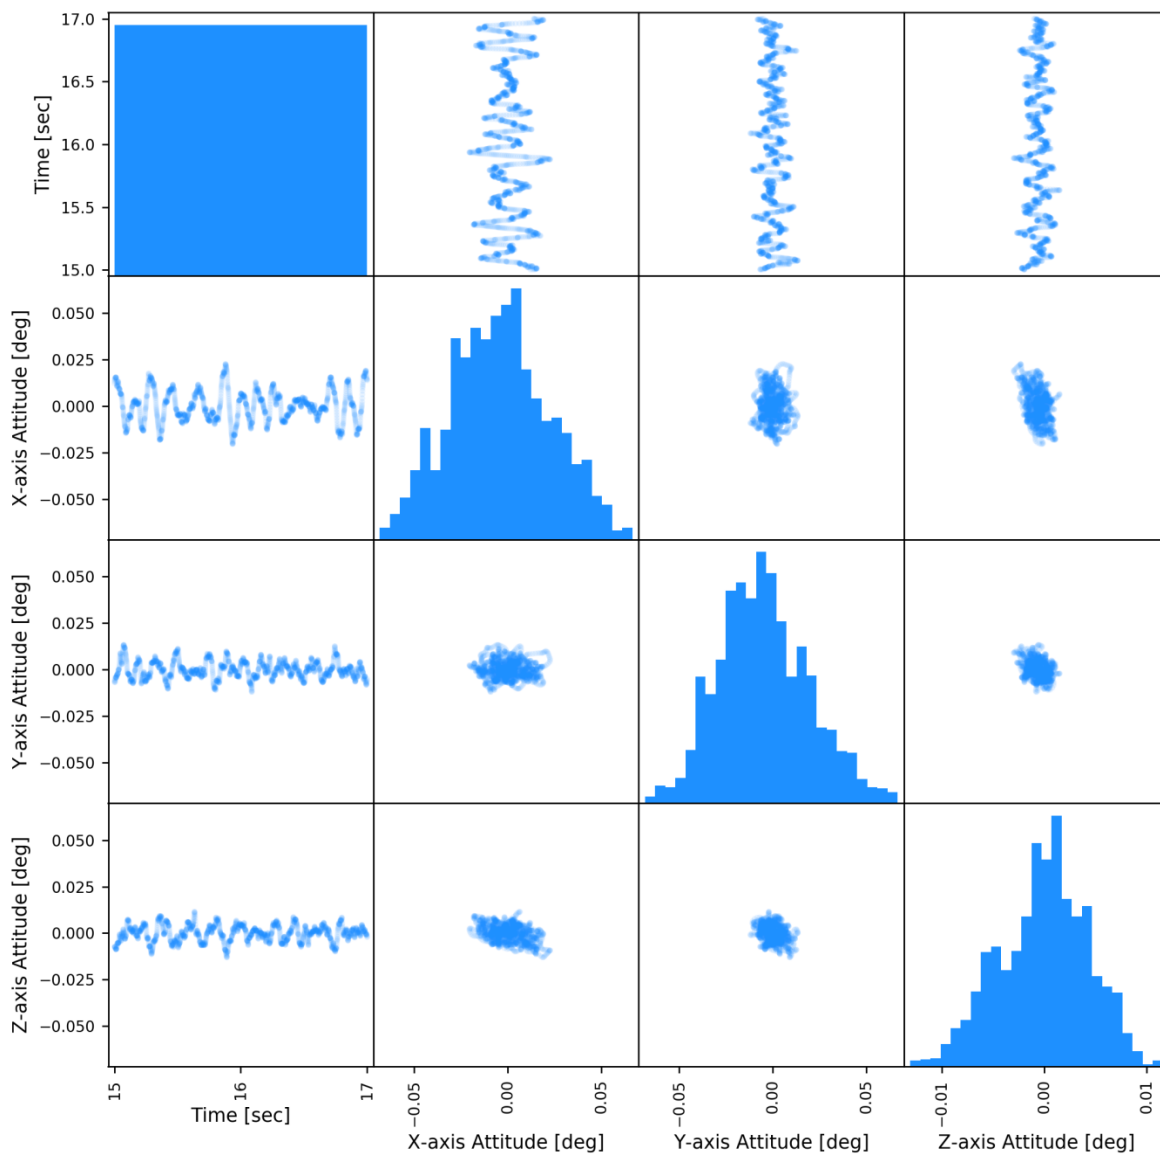 17.0
16.5
16.0
15.5
15.0
Time [sec]
0.050
0.025
0.000
−0.025
−0.050
X-axis Attitude [deg]
0.050
0.025
0.000
−0.025
−0.050
Y-axis Attitude [deg]
0.050
0.025
0.000
−0.025
−0.050
Z-axis Attitude [deg]
15 16 17
Time [sec]
−0.05 0.00 0.05
X-axis Attitude [deg]
−0.05 0.00 0.05
Y-axis Attitude [deg]
−0.01 0.00 0.01
Z-axis Attitude [deg]